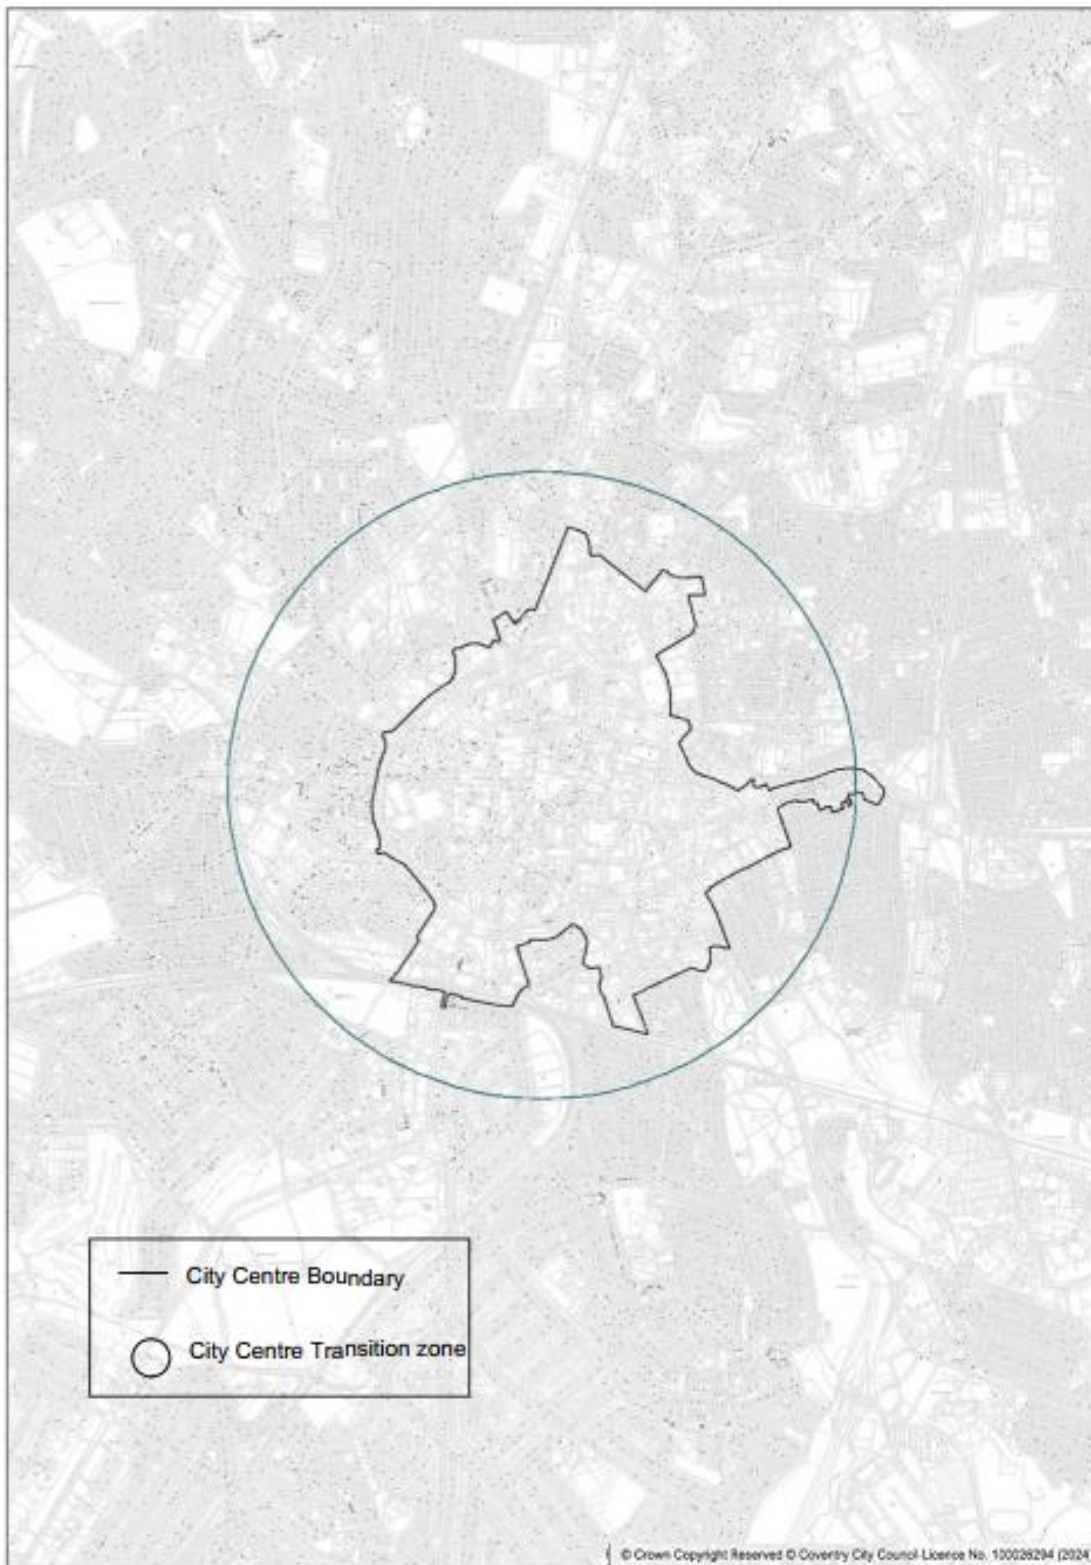 City Centre Boundary
City Centre Transition zone
© Crown Copyright Reserved © Coventry City Council Licence No. 100026294 (2024